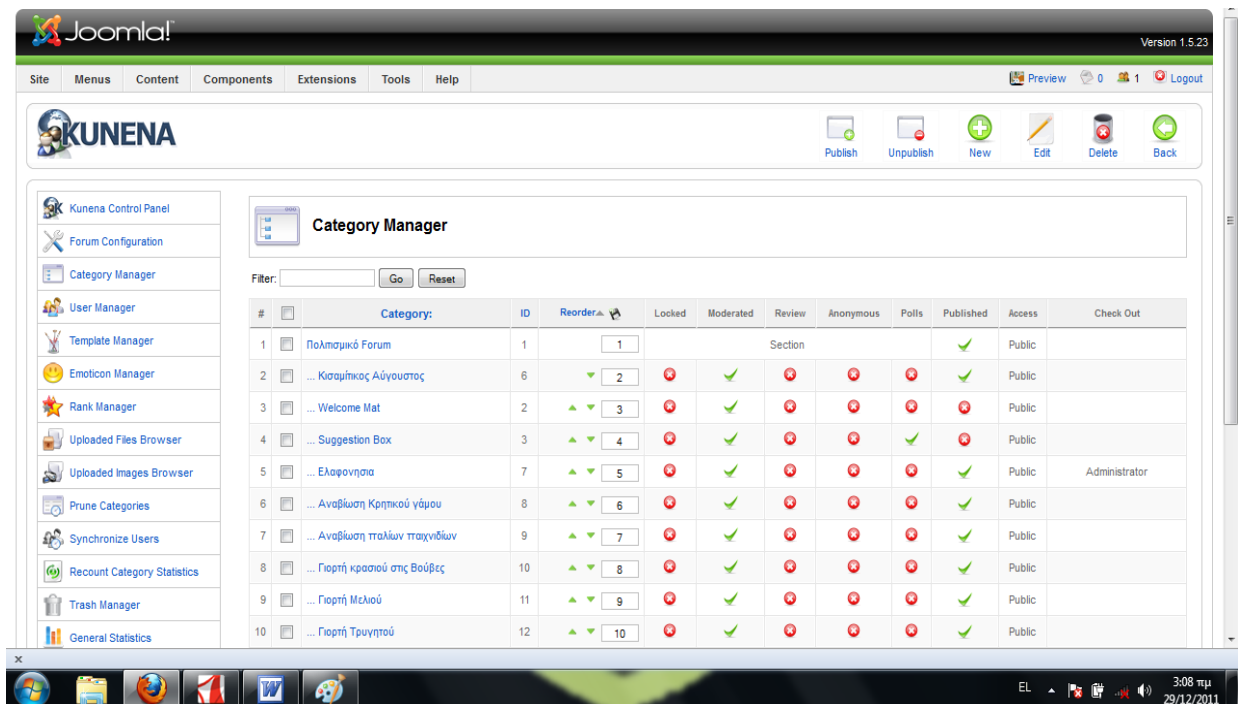 Joomla!
Version 1.5.23
Site Menus Content Components Extensions Tools Help Preview 0 1 Logout
KUNENA
Publish Unpublish New Edit Delete Back
Kunena Control Panel
Forum Configuration
Category Manager
User Manager
Template Manager
Emoticon Manager
Rank Manager
Uploaded Files Browser
Uploaded Images Browser
Prune Categories
Synchronize Users
Recount Category Statistics
Trash Manager
General Statistics
Category Manager
Filter: Go Reset
# Category: ID Reorder Locked Moderated Review Anonymous Polls Published Access Check Out
1 Πολιτισμικό Forum 1 1 Section Public
2 ... Κισαμίτικος Αύγουστος 6 2 Public
3 ... Welcome Mat 2 3 Public
4 ... Suggestion Box 3 4 Public
5 ... Ελαφονησια 7 5 Public Administrator
6 ... Αναβίωση Κρητικού γάμου 8 6 Public
7 ... Αναβίωση παλίων παιχνιδίων 9 7 Public
8 ... Γιορτή κρασιού στις Βούβες 10 8 Public
9 ... Γιορτή Μελιού 11 9 Public
10 ... Γιορτή Τρυγητού 12 10 Public
x
W EL 3:08 πμ
29/12/2011